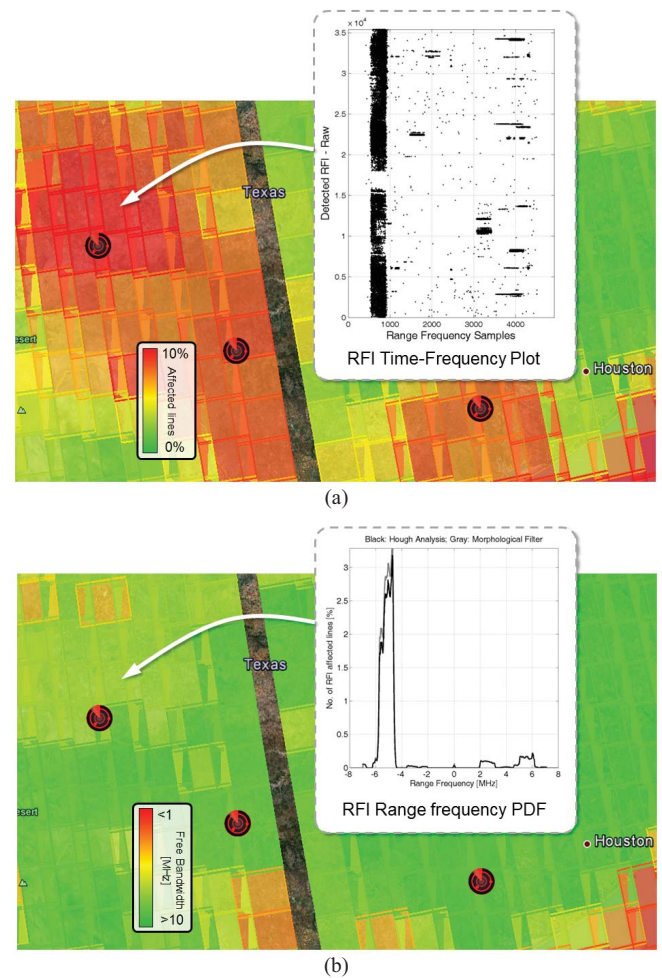 × 10⁴
3.5
3
2.5
2
1.5
1
0.5
0
0 1000 2000 3000 4000
Detected RFI - Raw
Range Frequency Samples
RFI Time-Frequency Plot
Texas
esert
10%
Affected lines
0%
Houston
(a)
Black: Hough Analysis; Gray: Morphological Filter
3
2.5
2
1.5
1
0.5
0
-8 -6 -4 -2 0 2 4 6 8
No. of RFI affected lines [%]
Range Frequency [MHz]
RFI Range frequency PDF
Texas
esert
<1
Free Bandwidth
[MHz]
>10
Houston
(b)